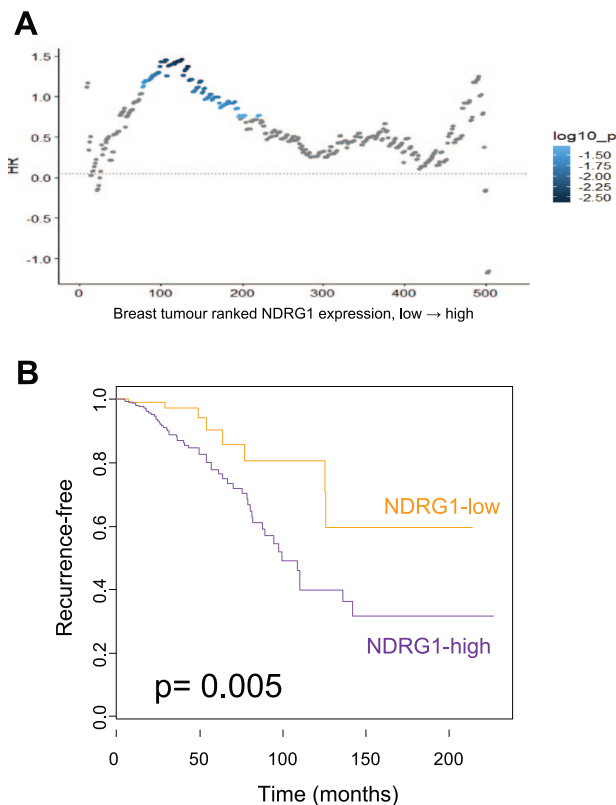 A
1.5
1.0
0.5
0.0
-0.5
-1.0
HR
0 100 200 300 400 500
Breast tumour ranked NDRG1 expression, low → high
log10_p
-1.50
-1.75
-2.00
-2.25
-2.50
B
1.0
0.8
0.6
0.4
0.2
0.0
Recurrence-free
NDRG1-low
NDRG1-high
p= 0.005
0 50 100 150 200
Time (months)